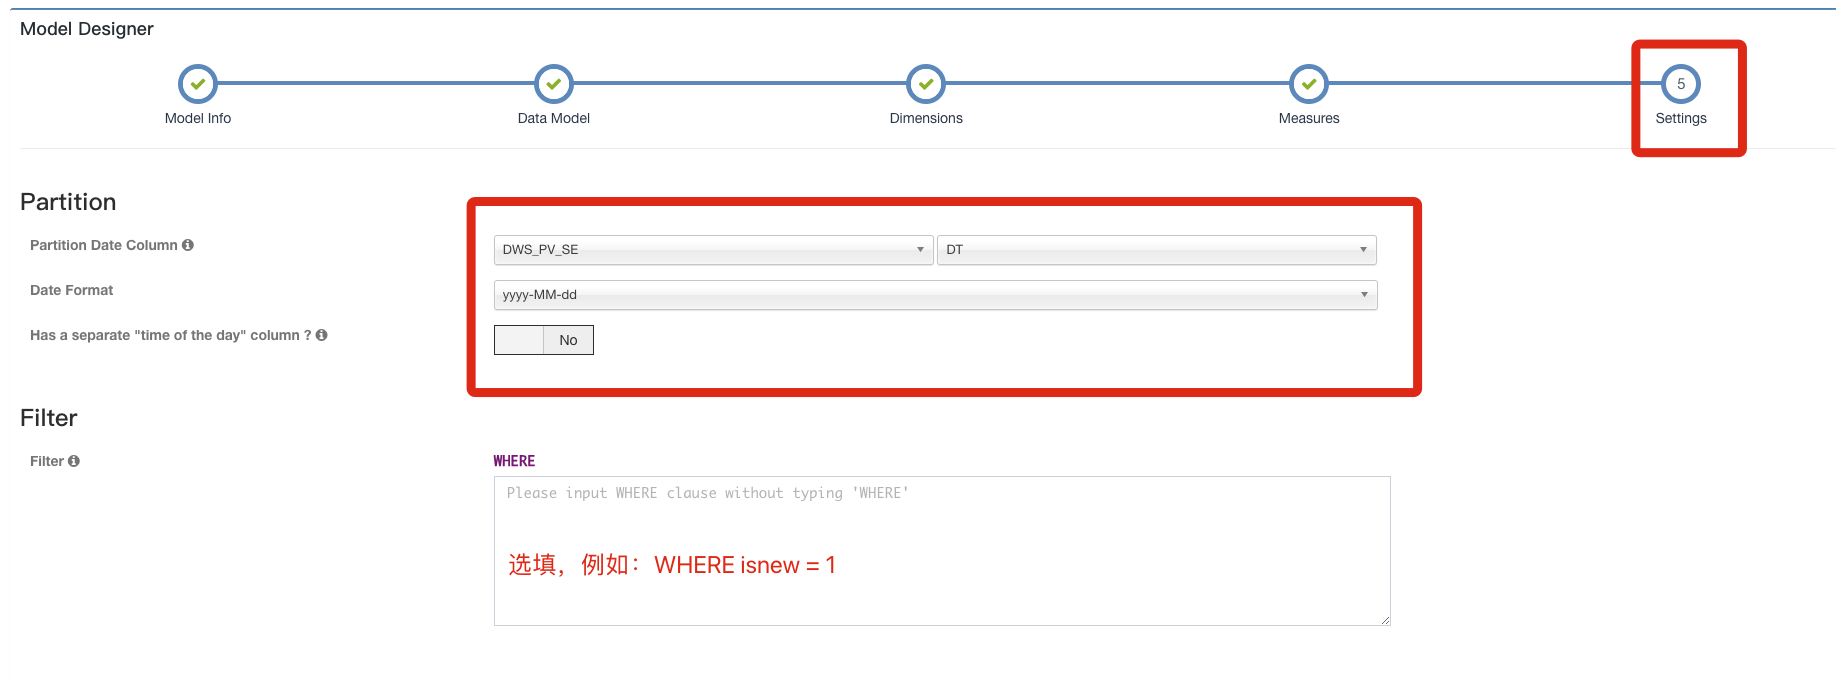 Model Designer
5
Model Info
Data Model
Dimensions
Measures
Settings
Partition
Partition Date Column
DWS_PV_SE
DT
Date Format
yyyy-MM-dd
Has a separate "time of the day" column ?
No
Filter
Filter
WHERE
Please input WHERE clause without typing 'WHERE'
选填，例如：WHERE isnew = 1